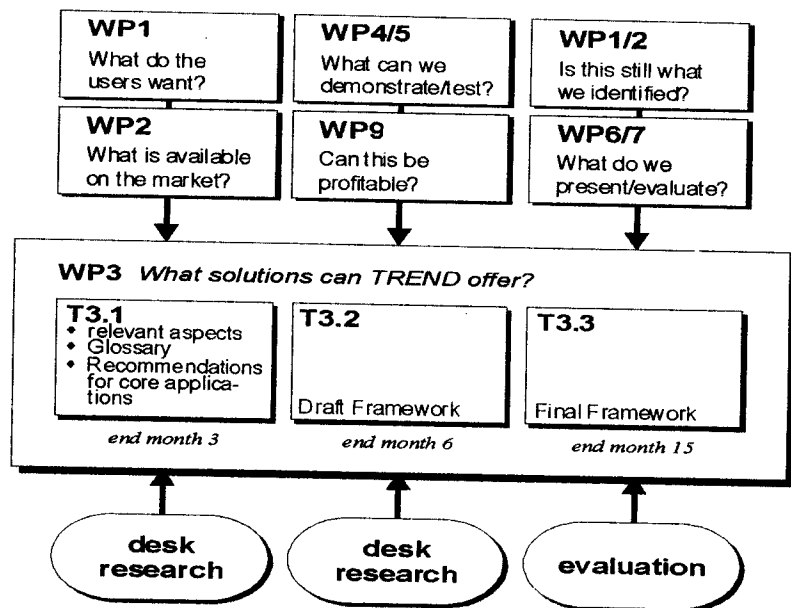 WP1
What do the
users want?
WP4/5
What can we
demonstrate/test?
WP1/2
Is this still what
we identified?
WP2
What is available
on the market?
WP9
Can this be
profitable?
WP6/7
What do we
present/evaluate?
WP3 What solutions can TREND offer?
T3.1
• relevant aspects
• Glossary
• Recommendations
for core applica-
tions
end month 3
T3.2
Draft Framework
end month 6
T3.3
Final Framework
end month 15
desk
research
desk
research
evaluation